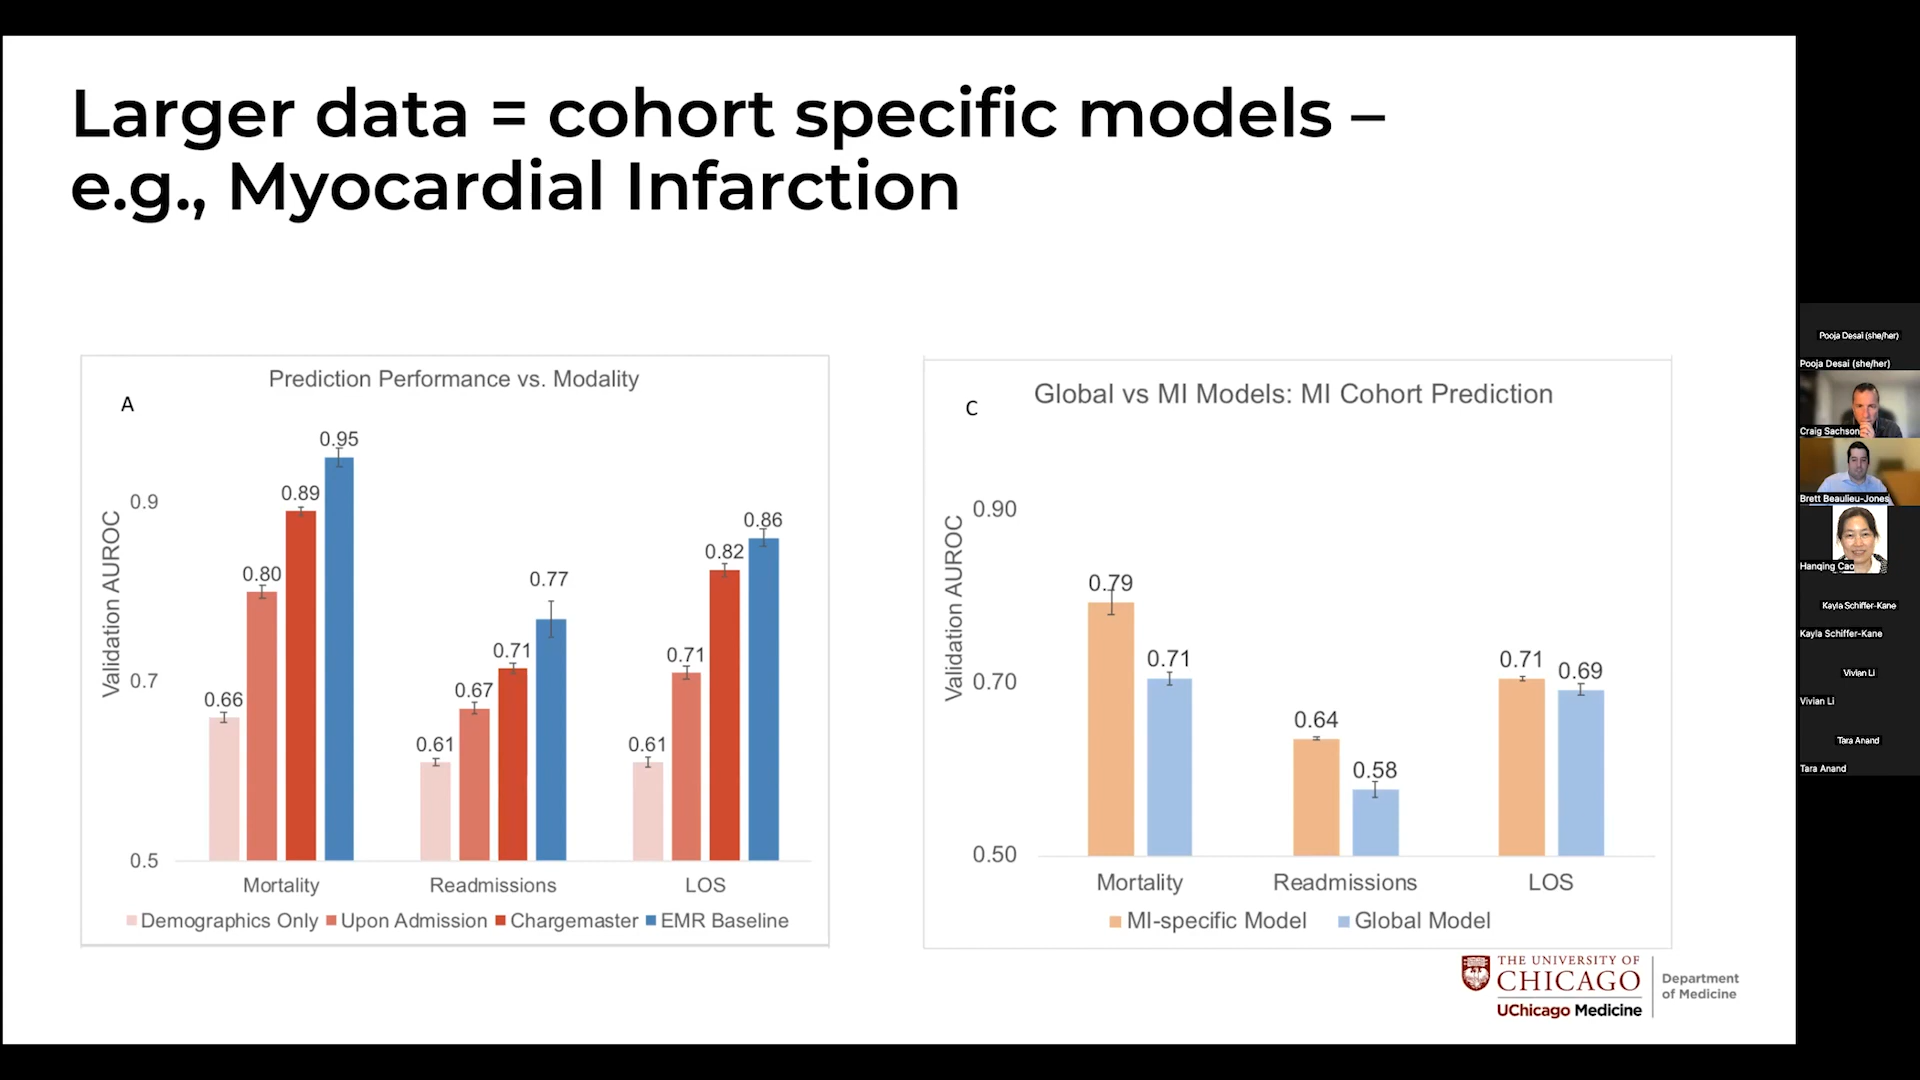 Larger data = cohort specific models –
e.g., Myocardial Infarction
Prediction Performance vs. Modality
A
Validation AUROC
0.9
0.7
0.5
0.66
0.80
0.89
0.95
0.61
0.67
0.71
0.77
0.61
0.71
0.82
0.86
Mortality
Readmissions
LOS
Demographics Only
Upon Admission
Chargemaster
EMR Baseline
Global vs MI Models: MI Cohort Prediction
C
Validation AUROC
0.90
0.70
0.50
0.79
0.71
0.64
0.58
0.71
0.69
Mortality
Readmissions
LOS
MI-specific Model
Global Model
THE UNIVERSITY OF
CHICAGO
UChicago Medicine
Department
of Medicine
Pooja Desai (she/her)
Pooja Desai (she/her)
Craig Sachson
Brett Beaulieu-Jones
Hanqing Cao
Kayla Schiffer-Kane
Kayla Schiffer-Kane
Vivian Li
Vivian Li
Tara Anand
Tara Anand